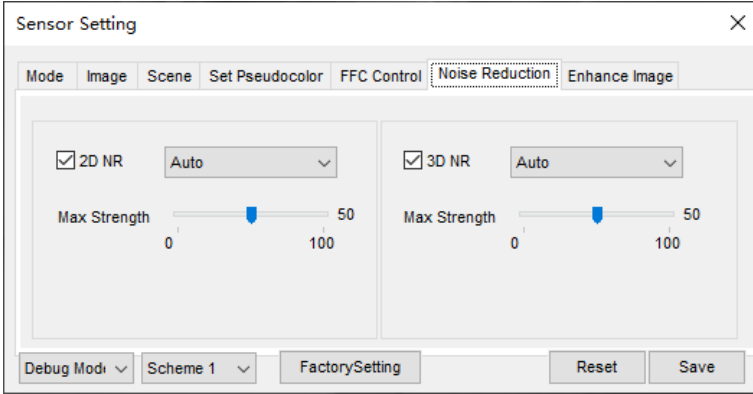 Sensor Setting
Mode Image Scene Set Pseudocolor FFC Control Noise Reduction Enhance Image
2D NR Auto 3D NR Auto
Max Strength 50 Max Strength 50
0 100 0 100
Debug Mod Scheme 1 FactorySetting Reset Save